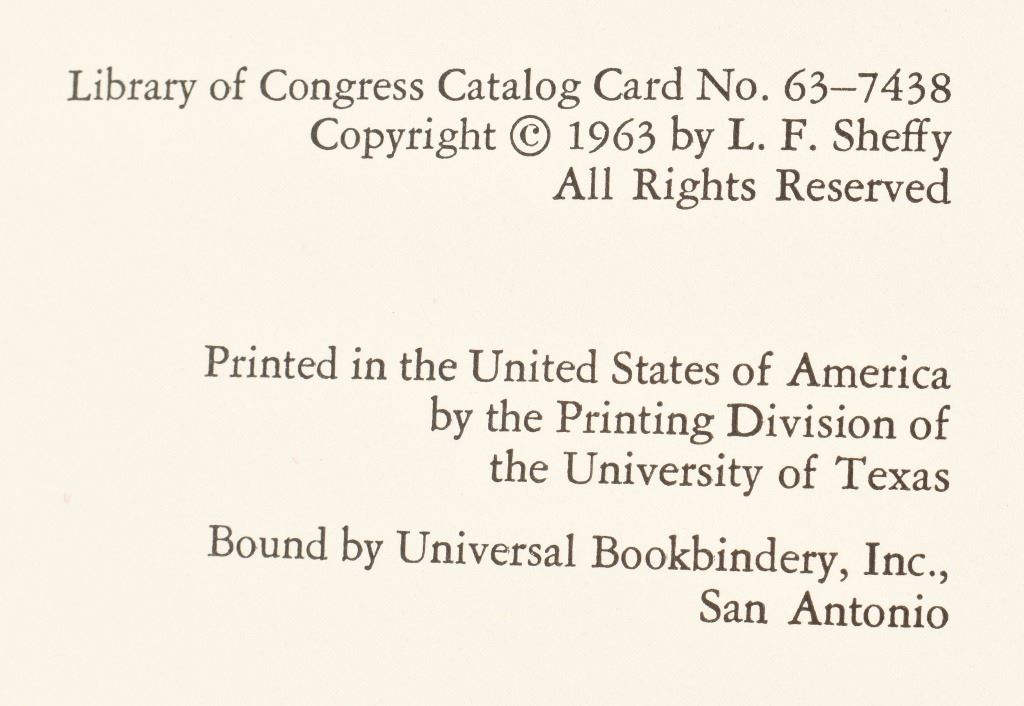 Library of Congress Catalog Card No. 63–7438
Copyright © 1963 by L. F. Sheffy
All Rights Reserved
Printed in the United States of America
by the Printing Division of
the University of Texas
Bound by Universal Bookbindery, Inc.,
San Antonio